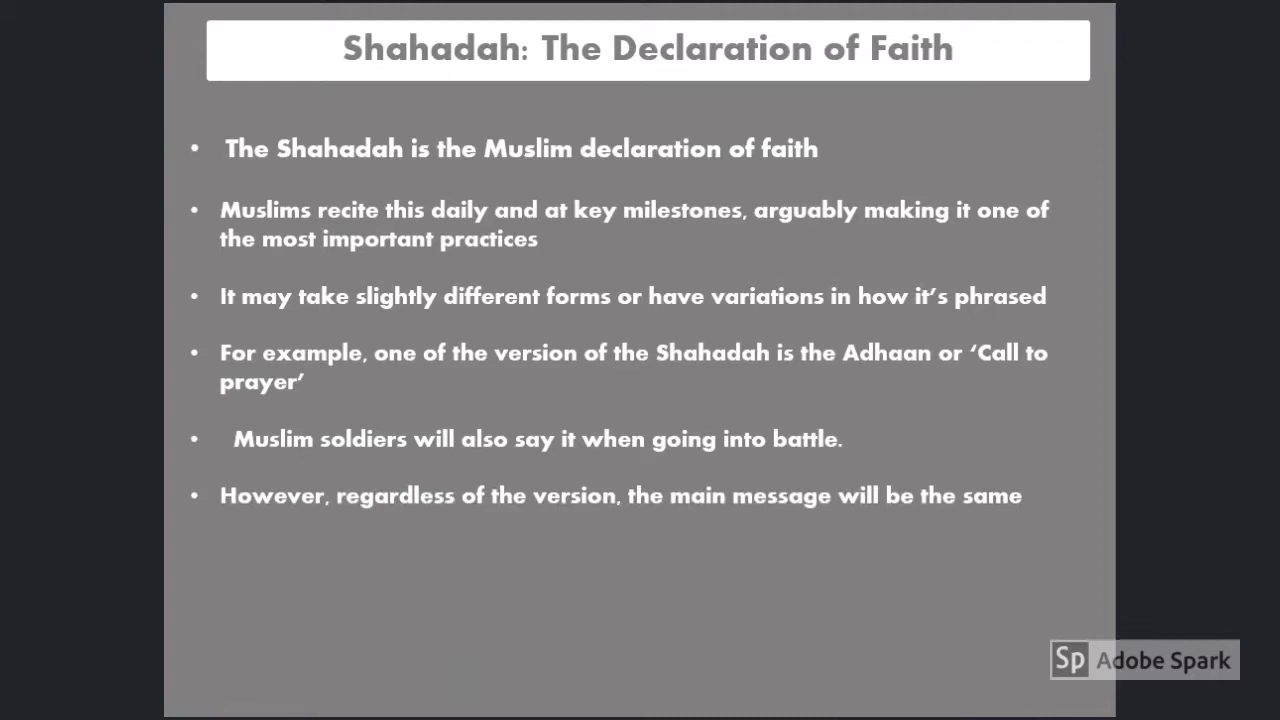 Shahadah: The Declaration of Faith
• The Shahadah is the Muslim declaration of faith
• Muslims recite this daily and at key milestones, arguably making it one of
the most important practices
• It may take slightly different forms or have variations in how it's phrased
• For example, one of the version of the Shahadah is the Adhaan or ‘Call to
prayer’
• Muslim soldiers will also say it when going into battle.
• However, regardless of the version, the main message will be the same
Sp Adobe Spark